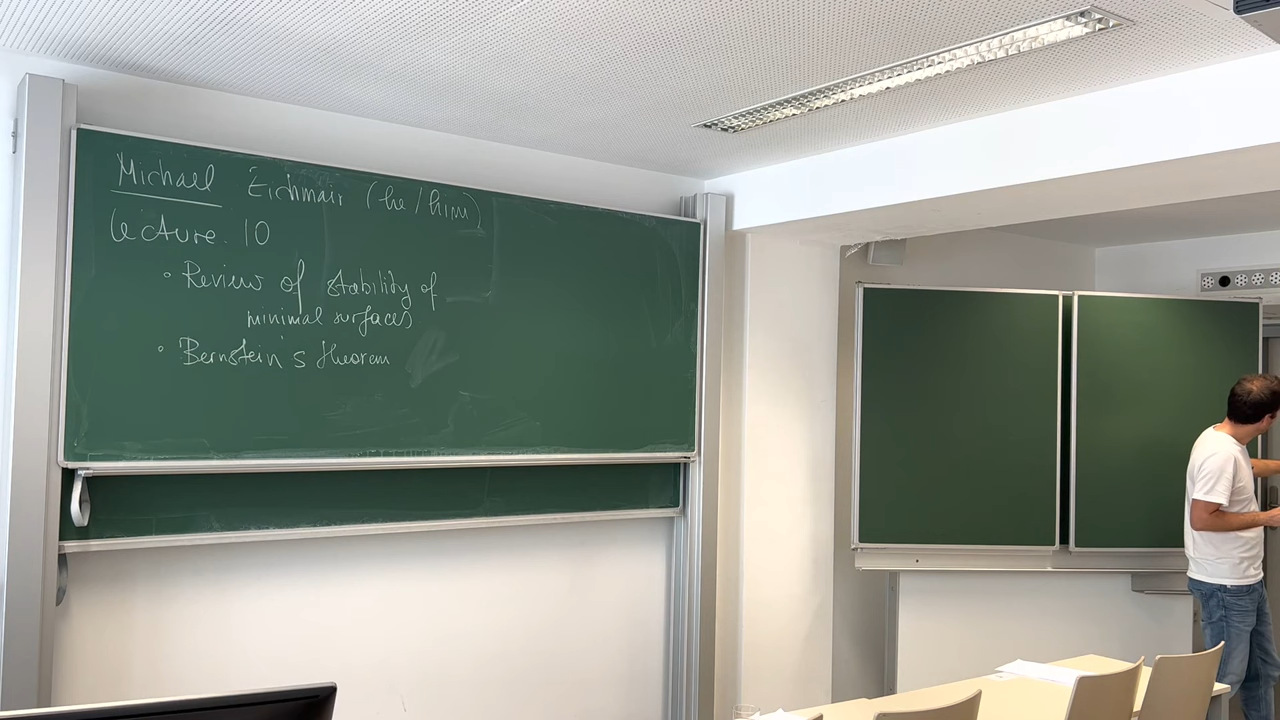 Michael Eichmair (he/him)
Lecture 10
• Review of stability of
minimal surfaces
• Bernstein's theorem